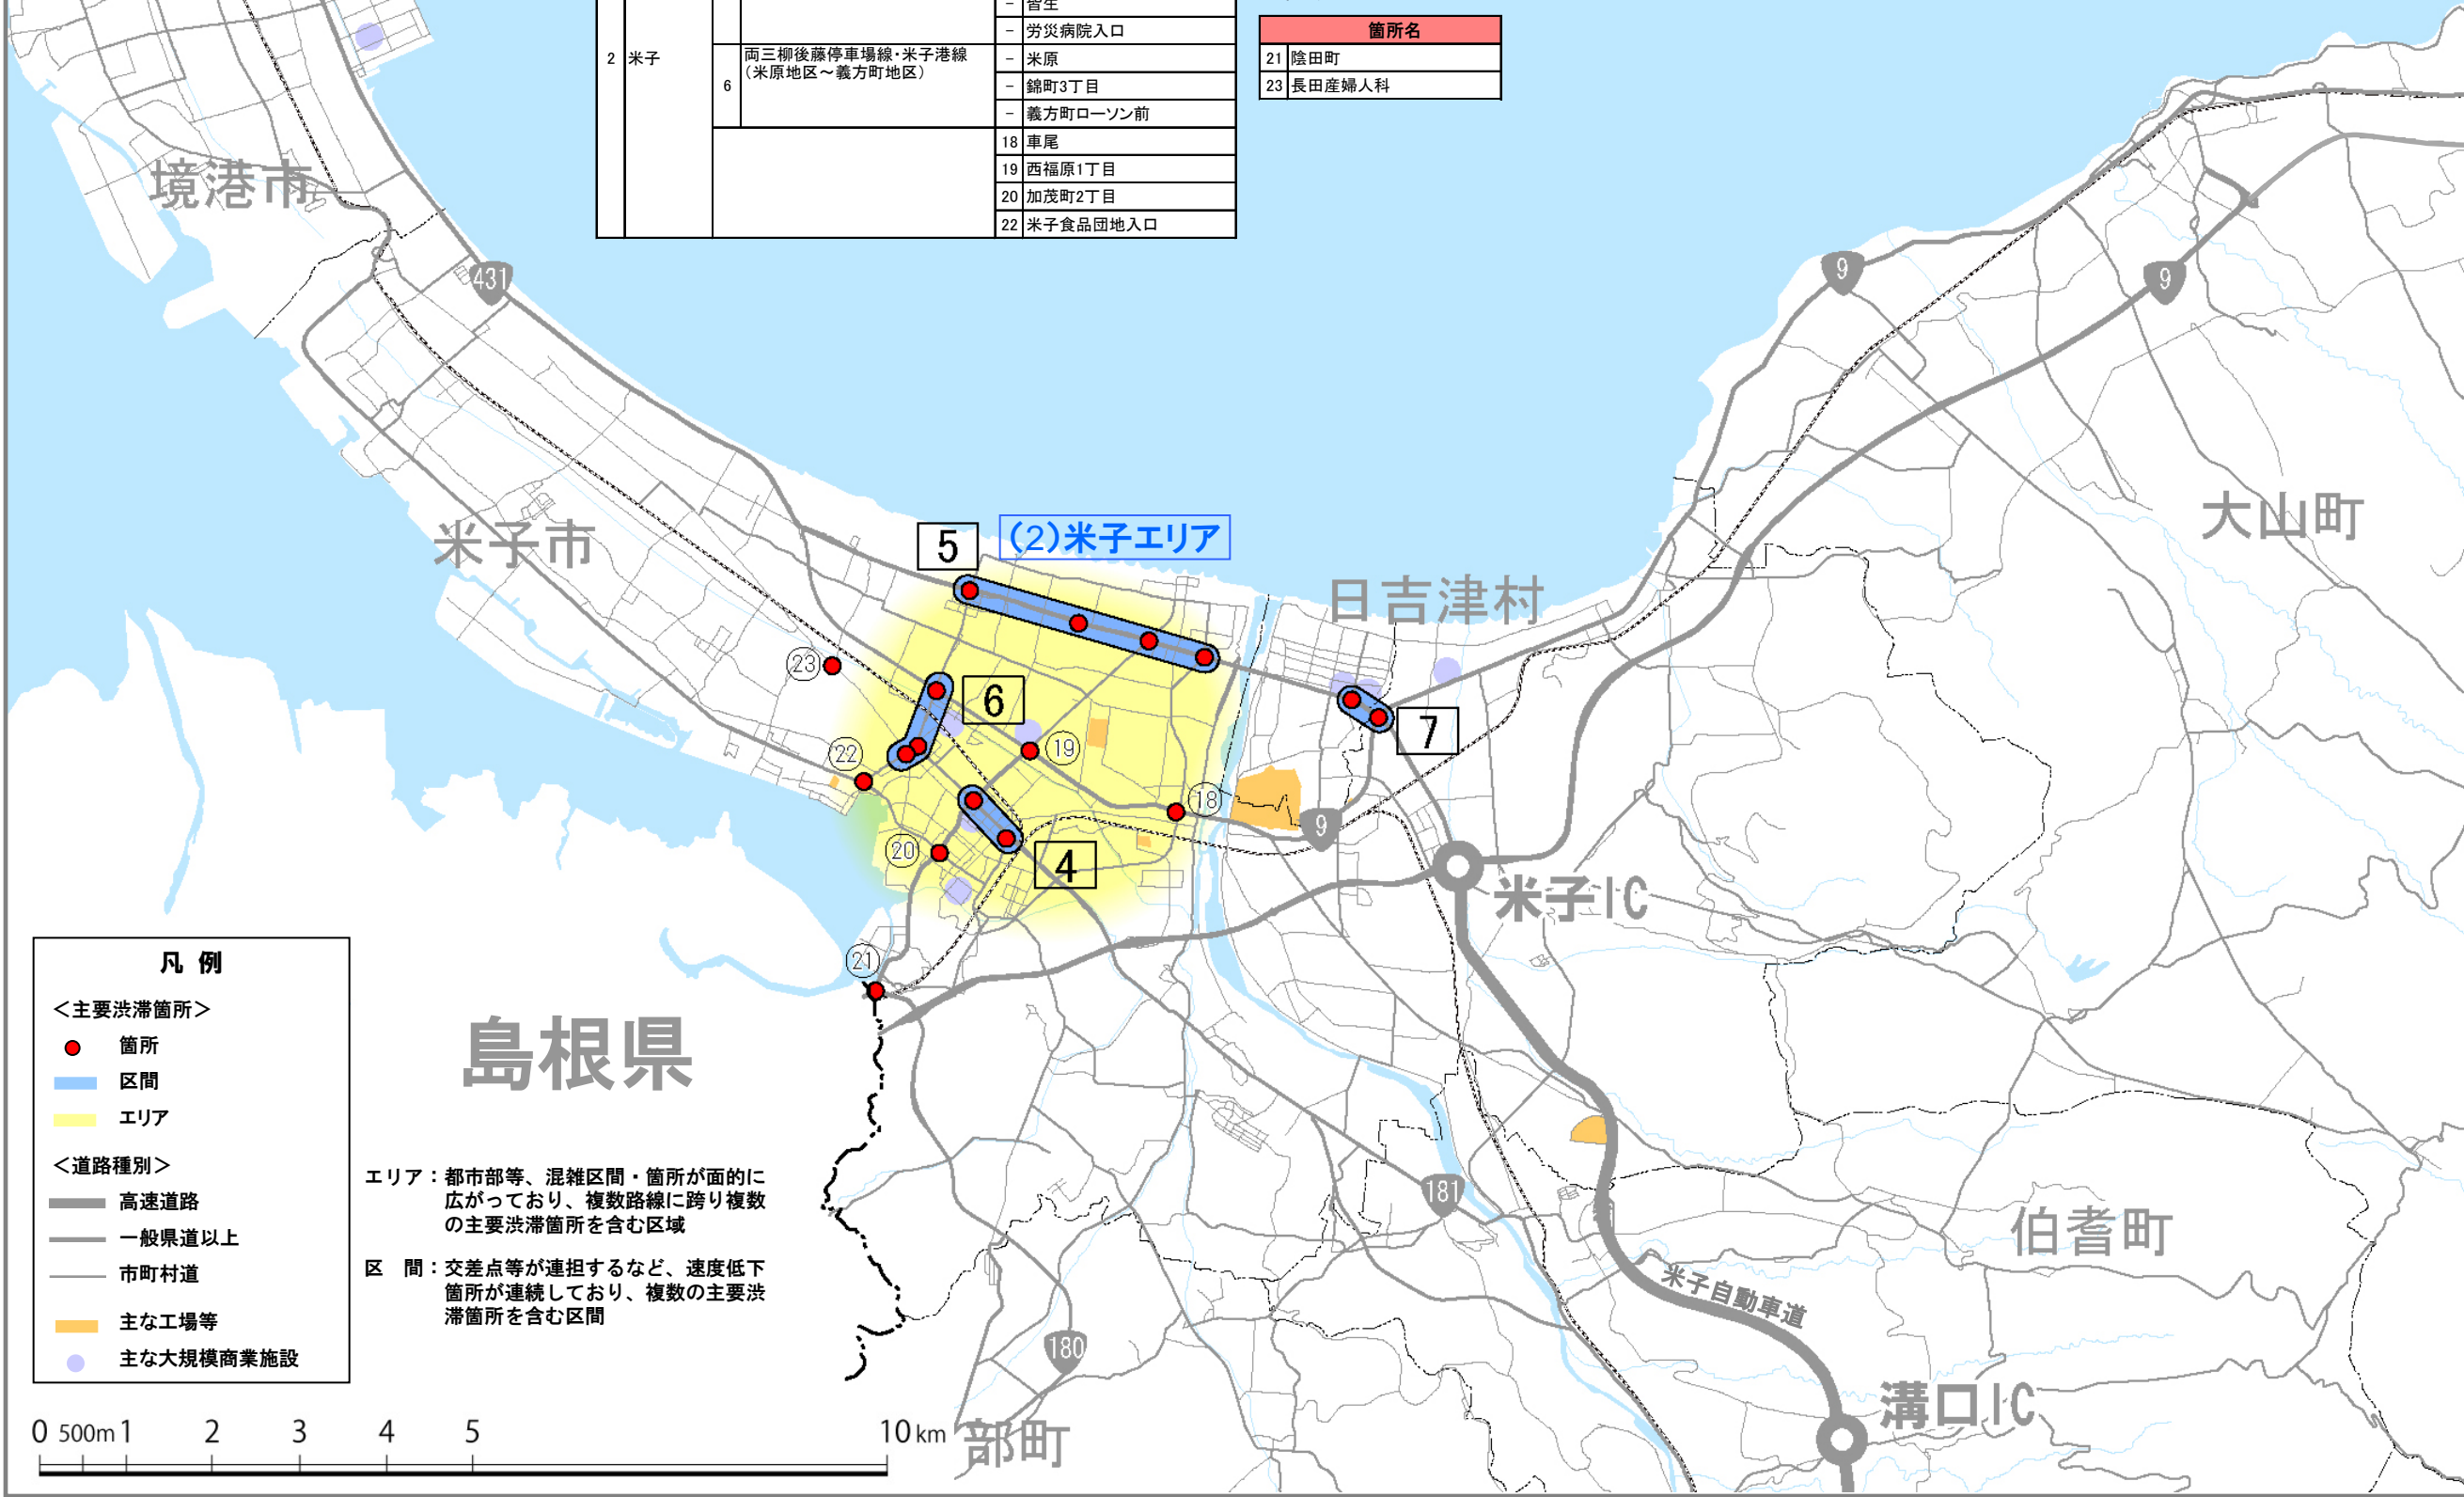 皆生
- 労災病院入口
2 米子
6 両三柳後藤停車場線・米子港線
(米原地区～義方町地区)
- 米原
- 錦町3丁目
- 義方町ローソン前
18 車尾
19 西福原1丁目
20 加茂町2丁目
22 米子食品団地入口
箇所名
21 陰田町
23 長田産婦人科
境港市
431
9
9
米子市
大山町
5
(2)米子エリア
日吉津村
23
6
7
22
19
18
9
20
4
米子IC
21
島根県
凡 例
<主要渋滞箇所>
箇所
区間
エリア
<道路種別>
高速道路
一般県道以上
市町村道
主な工場等
主な大規模商業施設
エリア：都市部等、混雑区間・箇所が面的に
広がっており、複数路線に跨り複数
の主要渋滞箇所を含む区域
区　間：交差点等が連担するなど、速度低下
箇所が連続しており、複数の主要渋
滞箇所を含む区間
181
伯耆町
米子自動車道
180
溝口IC
部町
0 500m 1 2 3 4 5 10 km